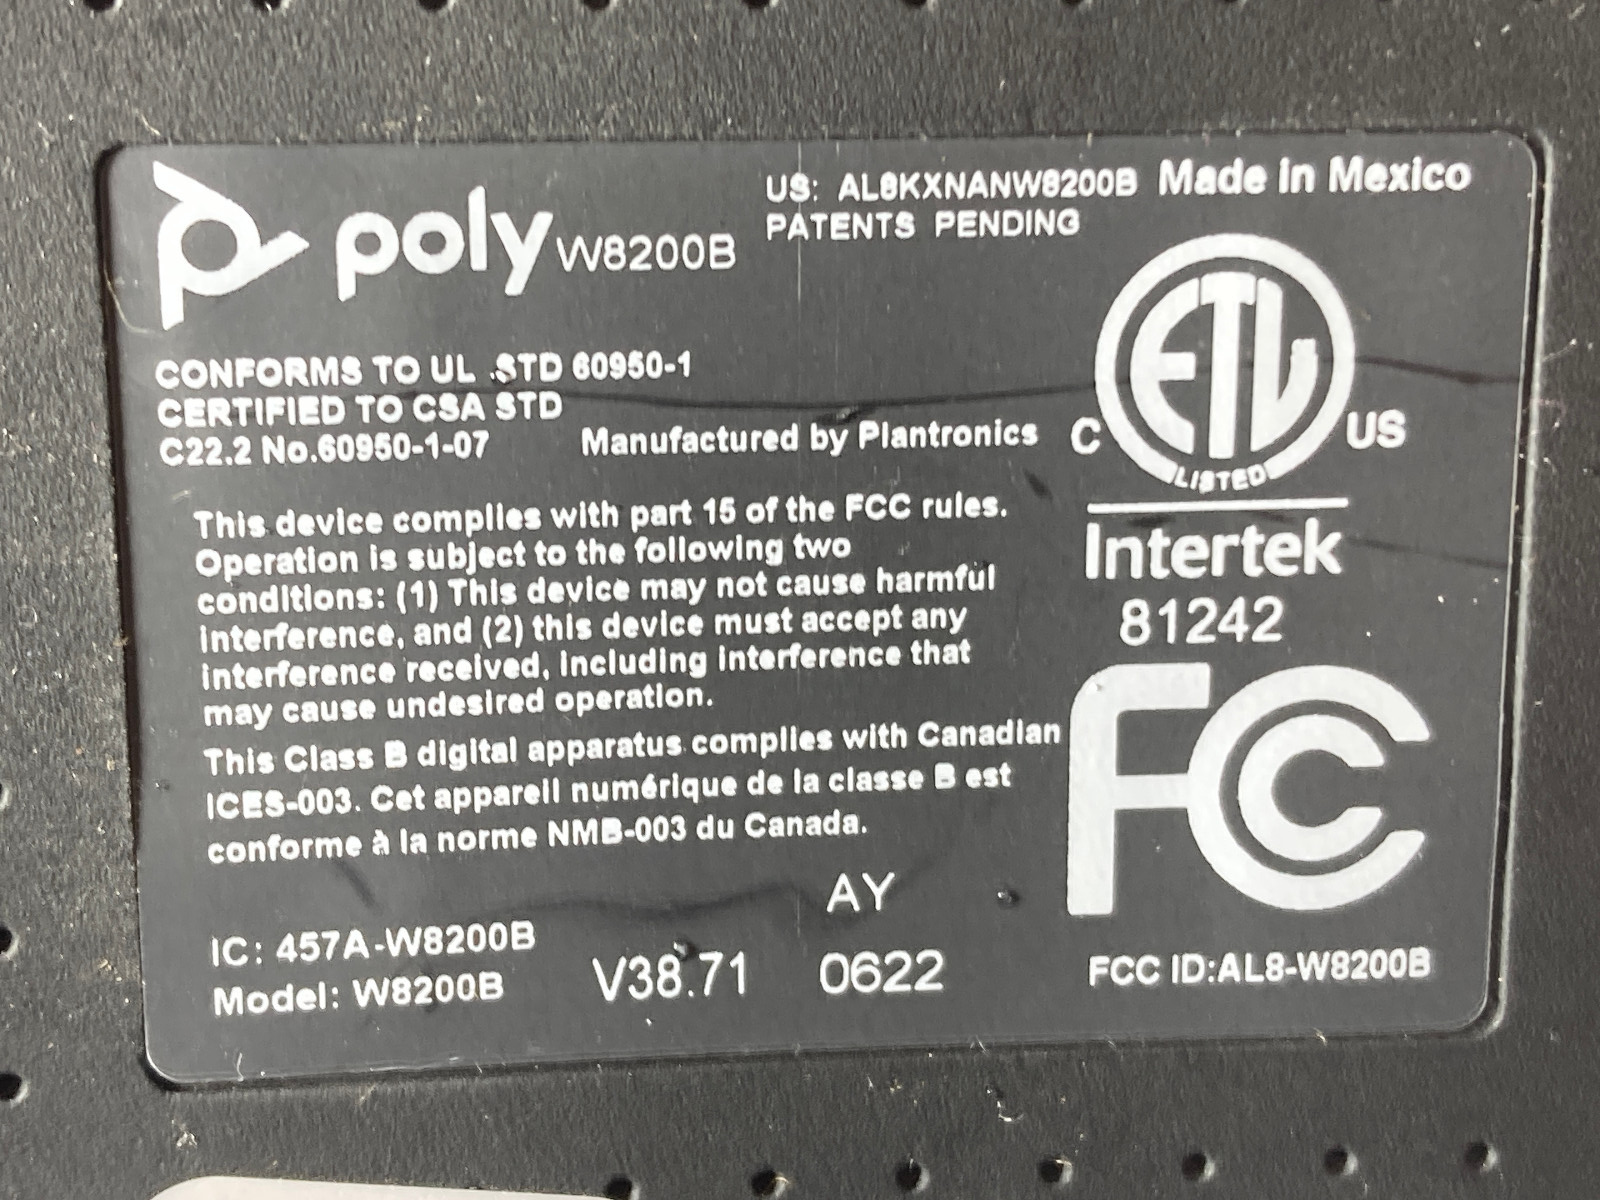 poly W8200B
US: AL8KXNANW8200B Made in Mexico
PATENTS PENDING
CONFORMS TO UL STD 60950-1
CERTIFIED TO CSA STD
C22.2 No.60950-1-07
Manufactured by Plantronics
C ETL US
LISTED
Intertek
81242
This device complies with part 15 of the FCC rules.
Operation is subject to the following two
conditions: (1) This device may not cause harmful
interference, and (2) this device must accept any
interference received, including interference that
may cause undesired operation.
This Class B digital apparatus complies with Canadian
ICES-003. Cet appareil numérique de la classe B est
conforme à la norme NMB-003 du Canada.
FC
AY
IC: 457A-W8200B
Model: W8200B
V38.71
0622
FCC ID:AL8-W8200B